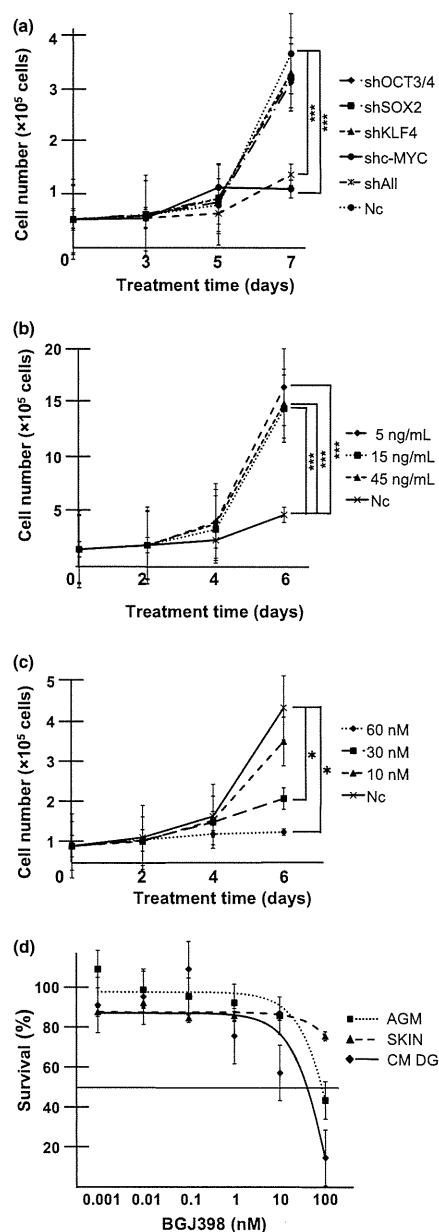 (a)
Cell number (×10⁵ cells)
4
3
2
1
0
3
5
7
Treatment time (days)
***
***
shOCT3/4
shSOX2
shKLF4
shc-MYC
shAll
Nc
(b)
Cell number (×10⁵ cells)
20
15
10
5
0
2
4
6
Treatment time (days)
***
***
***
5 ng/mL
15 ng/mL
45 ng/mL
Nc
(c)
Cell number (×10⁵ cells)
5
4
3
2
1
0
2
4
6
Treatment time (days)
*
*
60 nM
30 nM
10 nM
Nc
(d)
Survival (%)
100
80
60
40
20
0.001 0.01 0.1 1 10 100
BGJ398 (nM)
AGM
SKIN
CM DG